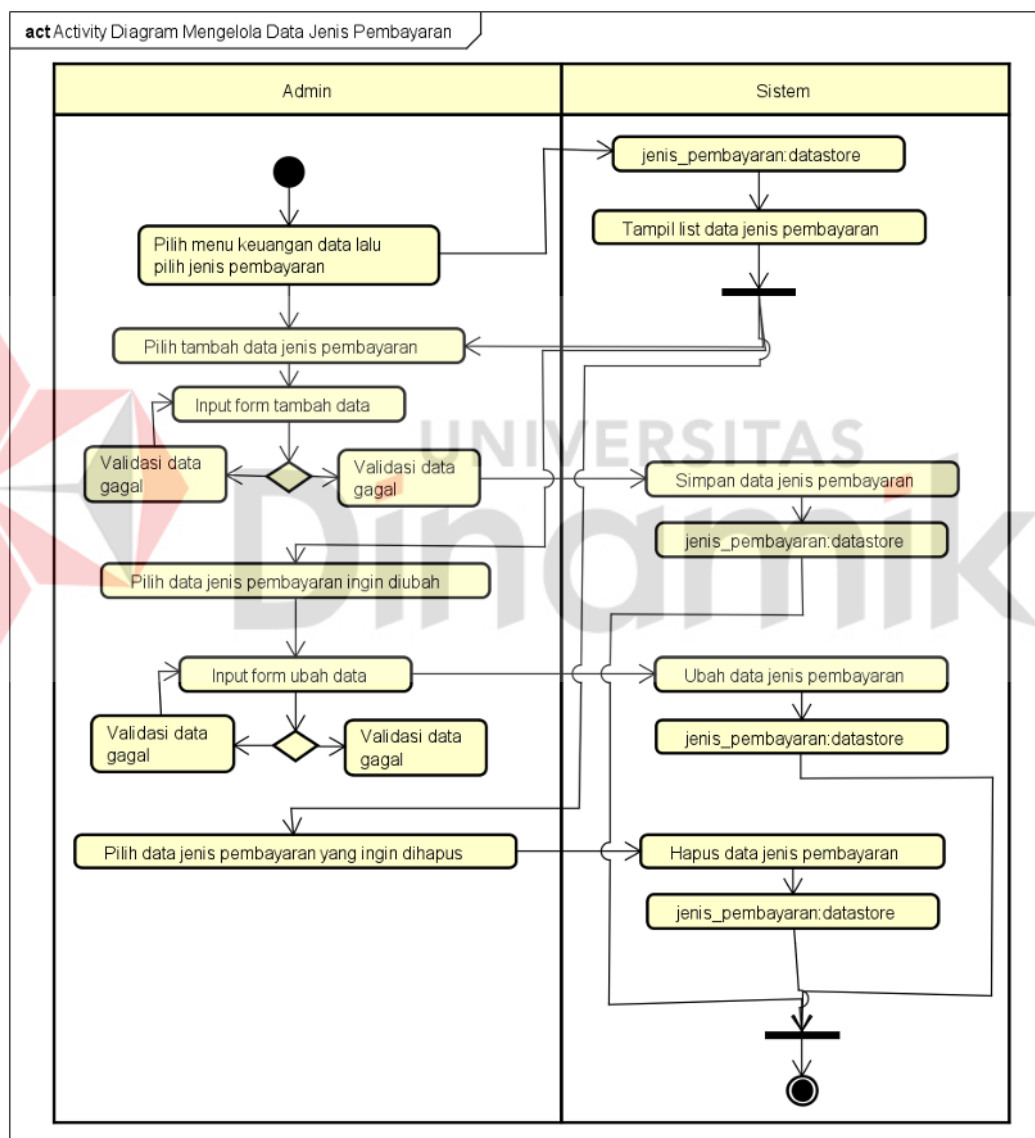 act Activity Diagram Mengelola Data Jenis Pembayaran
Admin
Sistem
jenis_pembayaran:datastore
Tampil list data jenis pembayaran
Pilih menu keuangan data lalu
pilih jenis pembayaran
Pilih tambah data jenis pembayaran
Input form tambah data
Validasi data
gagal
Validasi data
gagal
Simpan data jenis pembayaran
jenis_pembayaran:datastore
Pilih data jenis pembayaran ingin diubah
Input form ubah data
Ubah data jenis pembayaran
Validasi data
gagal
Validasi data
gagal
jenis_pembayaran:datastore
Pilih data jenis pembayaran yang ingin dihapus
Hapus data jenis pembayaran
jenis_pembayaran:datastore
UNIVERSITAS
Dinamik